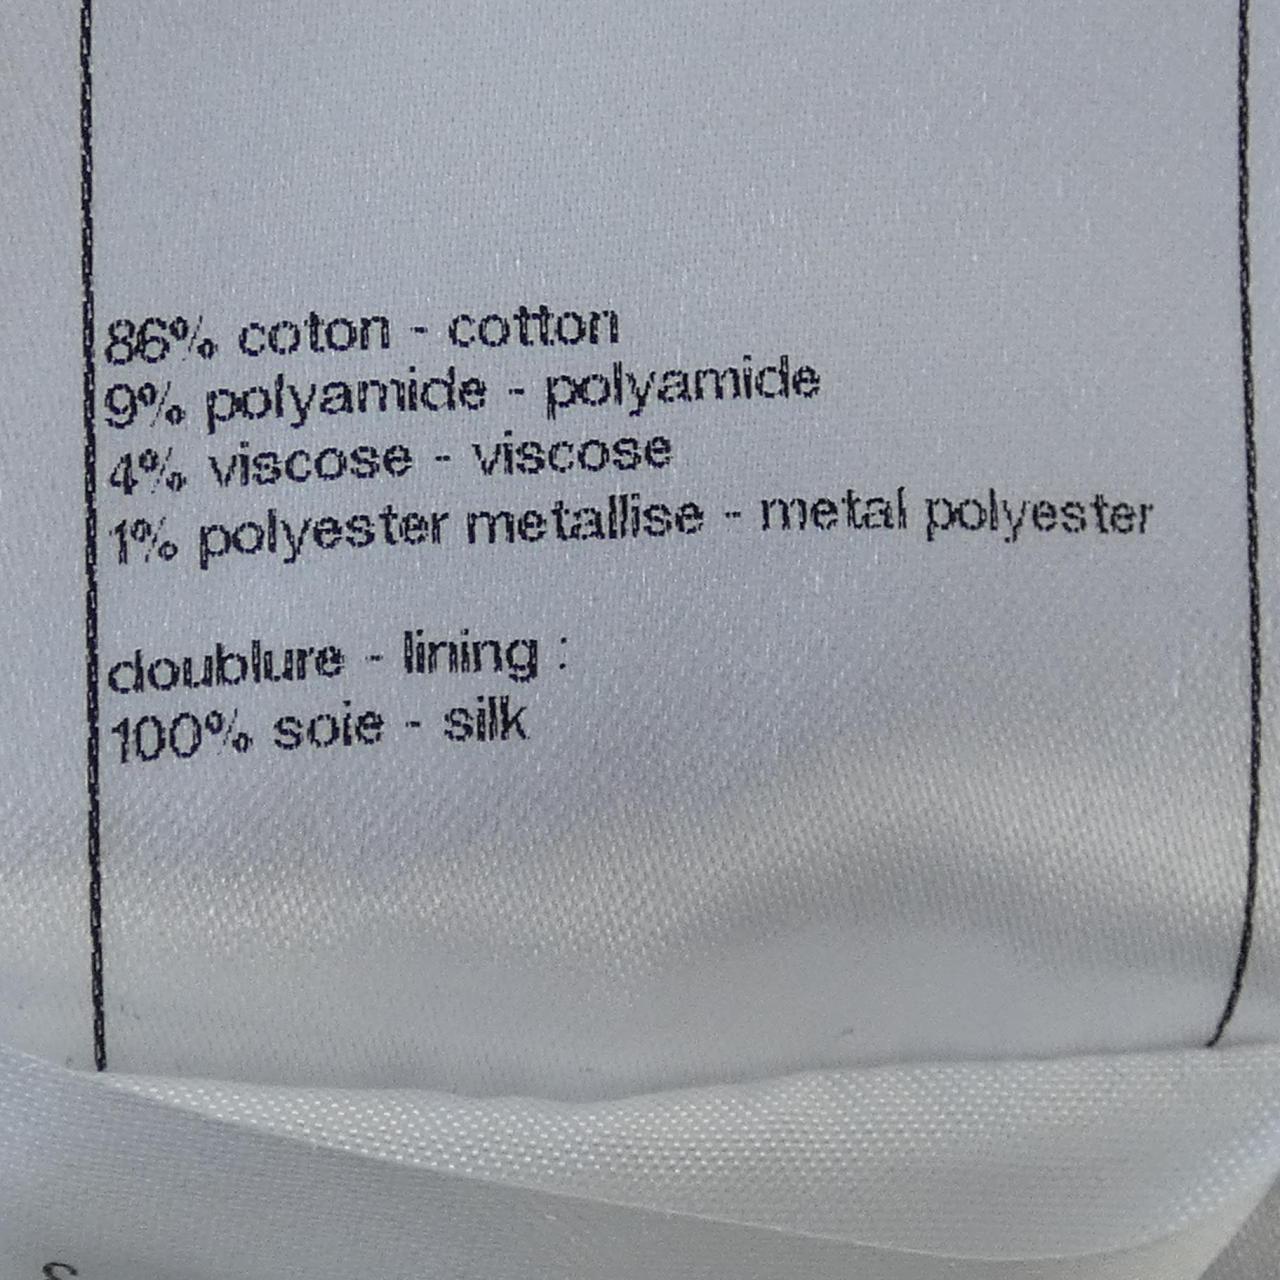 86% coton - cotton
9% polyamide - polyamide
4% viscose - viscose
1% polyester metallise - metal polyester
doublure - lining :
100% soie - silk